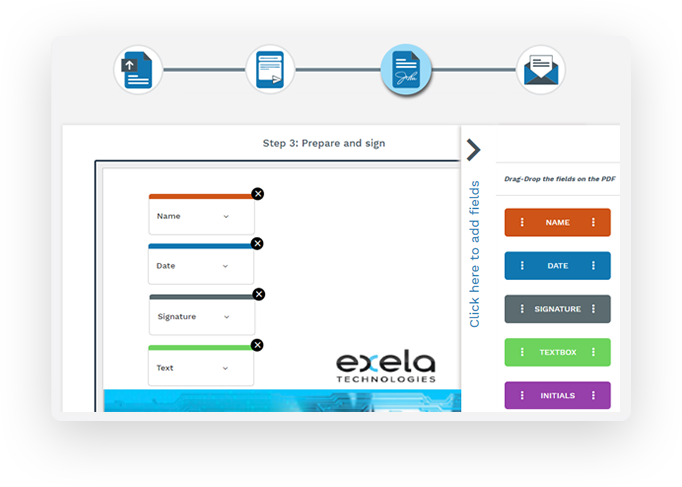 John
Step 3: Prepare and sign
Name
Date
Signature
Text
exela
TECHNOLOGIES
Click here to add fields
Drag-Drop the fields on the PDF
NAME
DATE
SIGNATURE
TEXTBOX
INITIALS